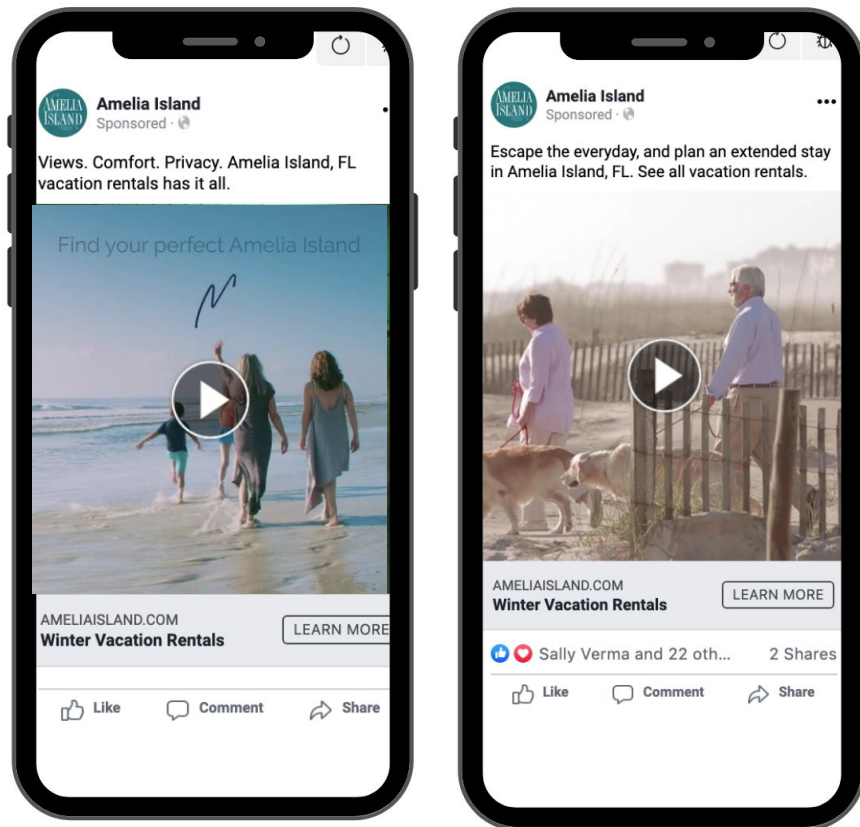 AMELIA
ISLAND
Amelia Island
Sponsored ·
Views. Comfort. Privacy. Amelia Island, FL
vacation rentals has it all.
Find your perfect Amelia Island
AMELIAISLAND.COM
Winter Vacation Rentals
LEARN MORE
Like
Comment
Share
AMELIA
ISLAND
Amelia Island
Sponsored ·
Escape the everyday, and plan an extended stay
in Amelia Island, FL. See all vacation rentals.
AMELIAISLAND.COM
Winter Vacation Rentals
LEARN MORE
Sally Verma and 22 oth...
2 Shares
Like
Comment
Share